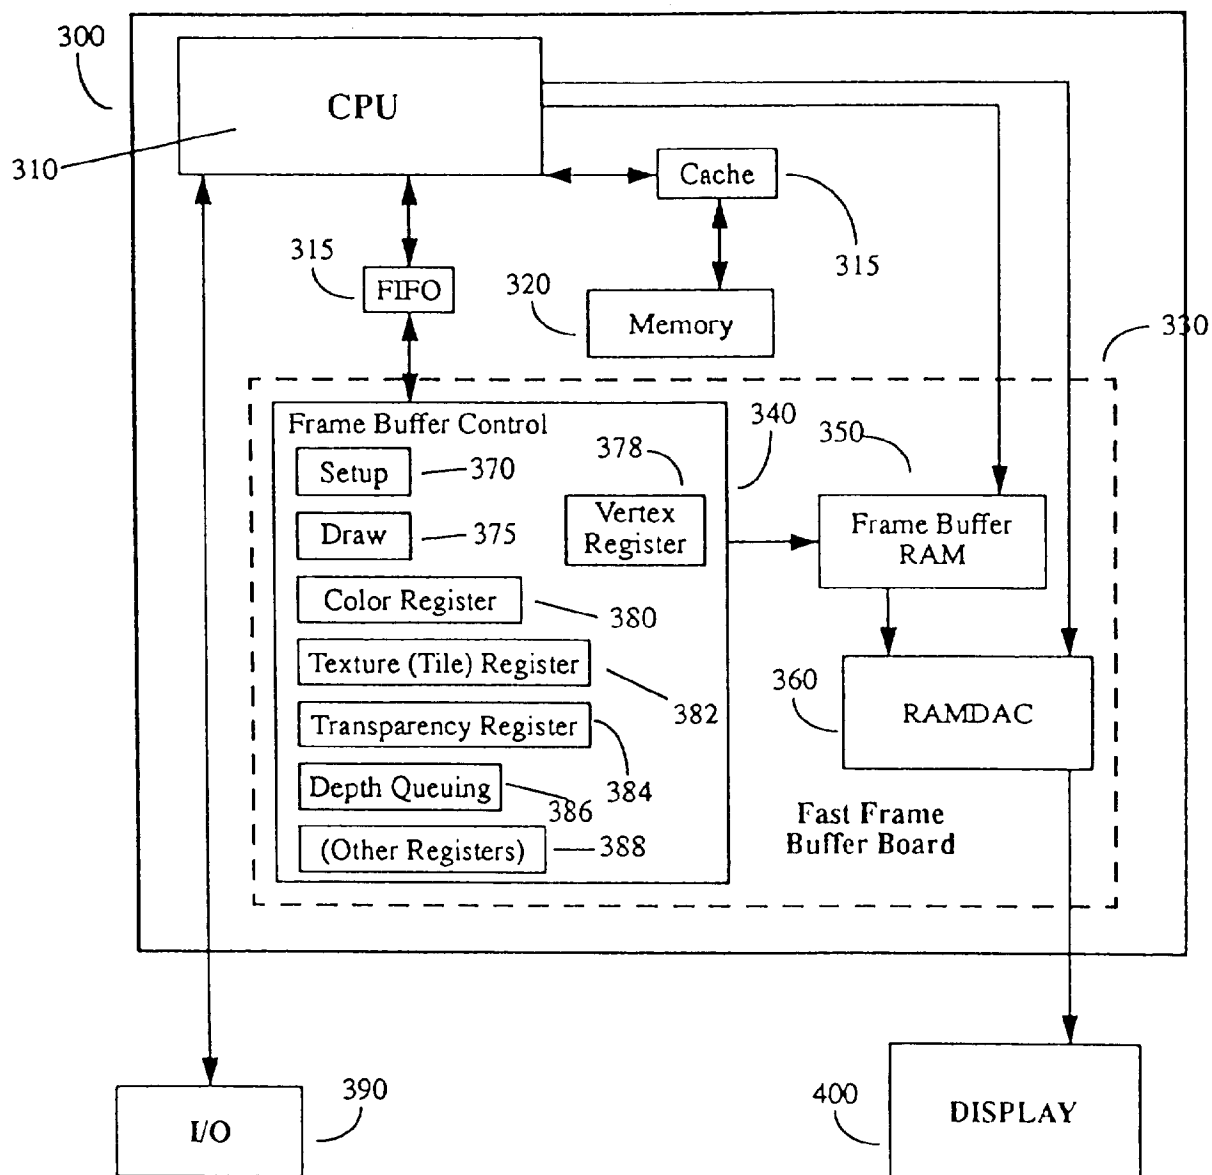 300
CPU
310
Cache
315
315
FIFO
320
Memory
330
Frame Buffer Control
340
350
378
Setup
370
Vertex
Register
Frame Buffer
RAM
Draw
375
Color Register
380
Texture (Tile) Register
382
360
RAMDAC
Transparency Register
384
Depth Queuing
386
Fast Frame
Buffer Board
(Other Registers)
388
390
I/O
400
DISPLAY